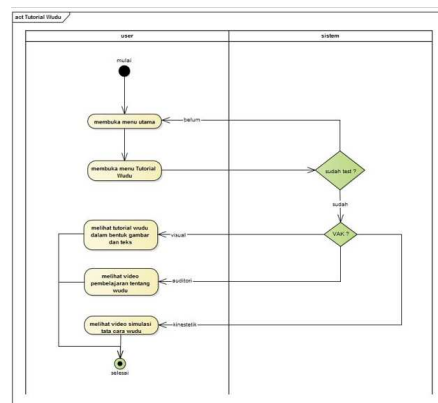 act Tutorial Wudu
user
sistem
mulai
membuka menu utama
belum
membuka menu Tutorial
Wudu
sudah test ?
sudah
melihat tutorial wudu
dalam bentuk gambar
dan teks
visual
VAK ?
melihat video
pembelajaran tentang
wudu
auditori
melihat video simulasi
tata cara wudu
kinestetik
selesai